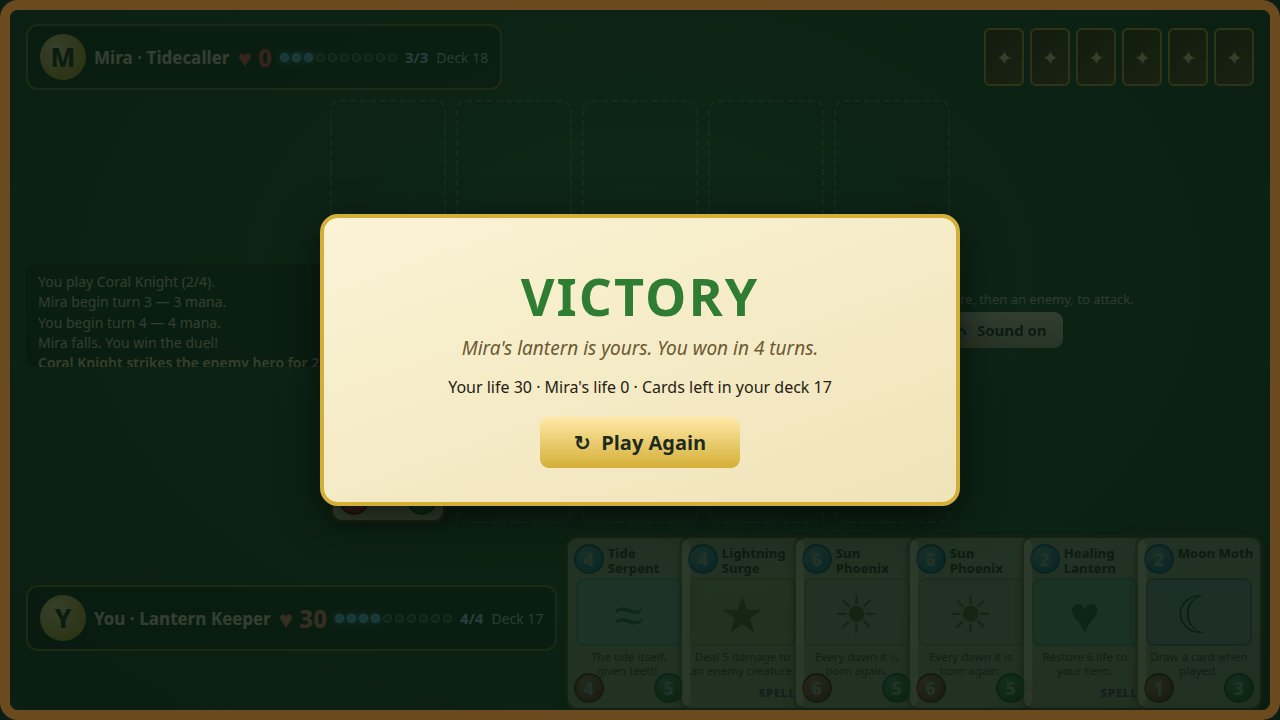 M Mira · Tidecaller ♥ 0 3/3 Deck 18
You play Coral Knight (2/4).
Mira begin turn 3 — 3 mana.
You begin turn 4 — 4 mana.
Mira falls. You win the duel!
Coral Knight strikes the enemy hero for 2
re, then an enemy, to attack.
Sound on
VICTORY
Mira's lantern is yours. You won in 4 turns.
Your life 30 · Mira's life 0 · Cards left in your deck 17
↻ Play Again
Y You · Lantern Keeper ♥ 30 4/4 Deck 17
4 Tide
Serpent
The tide itself,
given teeth.
4 5
4 Lightning
Surge
Deal 5 damage to
an enemy creature.
SPELL
6 Sun
Phoenix
Every dawn it is
born again.
6 5
6 Sun
Phoenix
Every dawn it is
born again.
6 5
2 Healing
Lantern
Restore 6 life to
your hero.
SPELL
2 Moon Moth
Draw a card when
played.
1 3